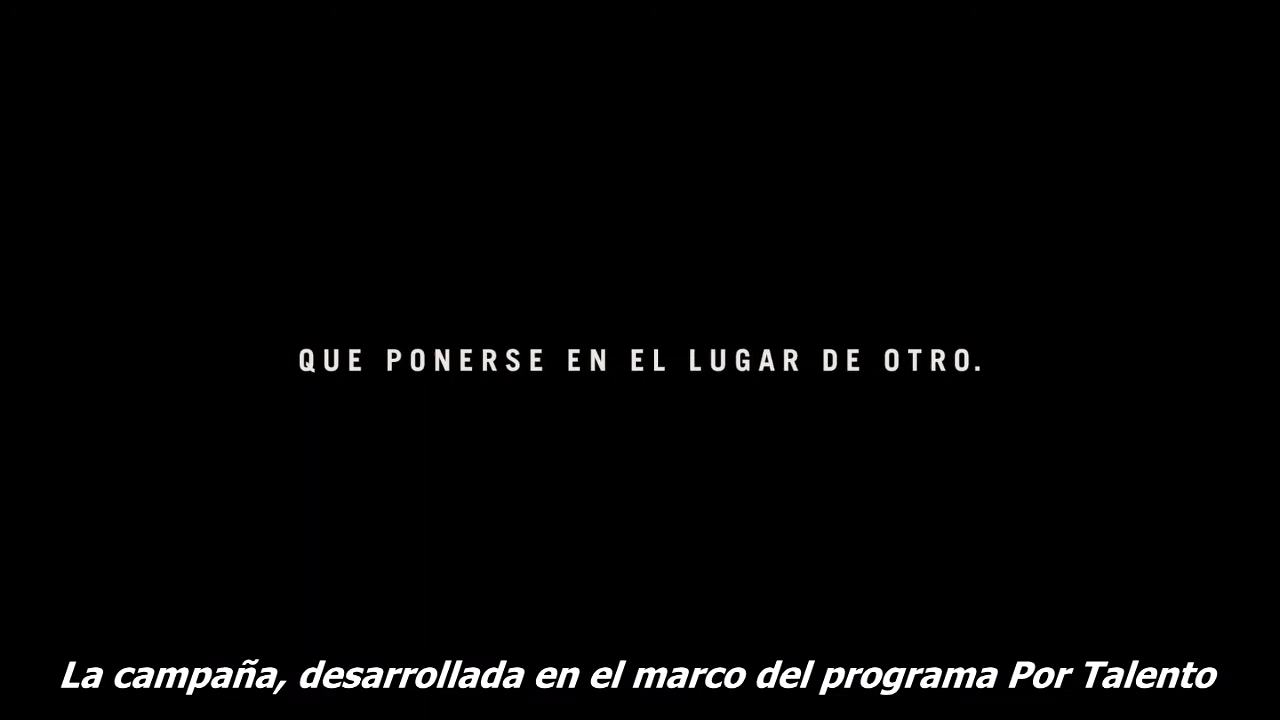 QUE PONERSE EN EL LUGAR DE OTRO.
La campaña, desarrollada en el marco del programa Por Talento